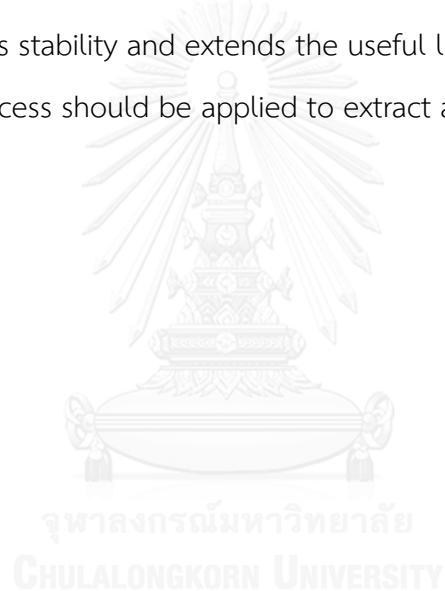 s stability and extends the useful l
cess should be applied to extract a
จุฬาลงกรณ์มหาวิทยาลัย
CHULALONGKORN UNIVERSITY